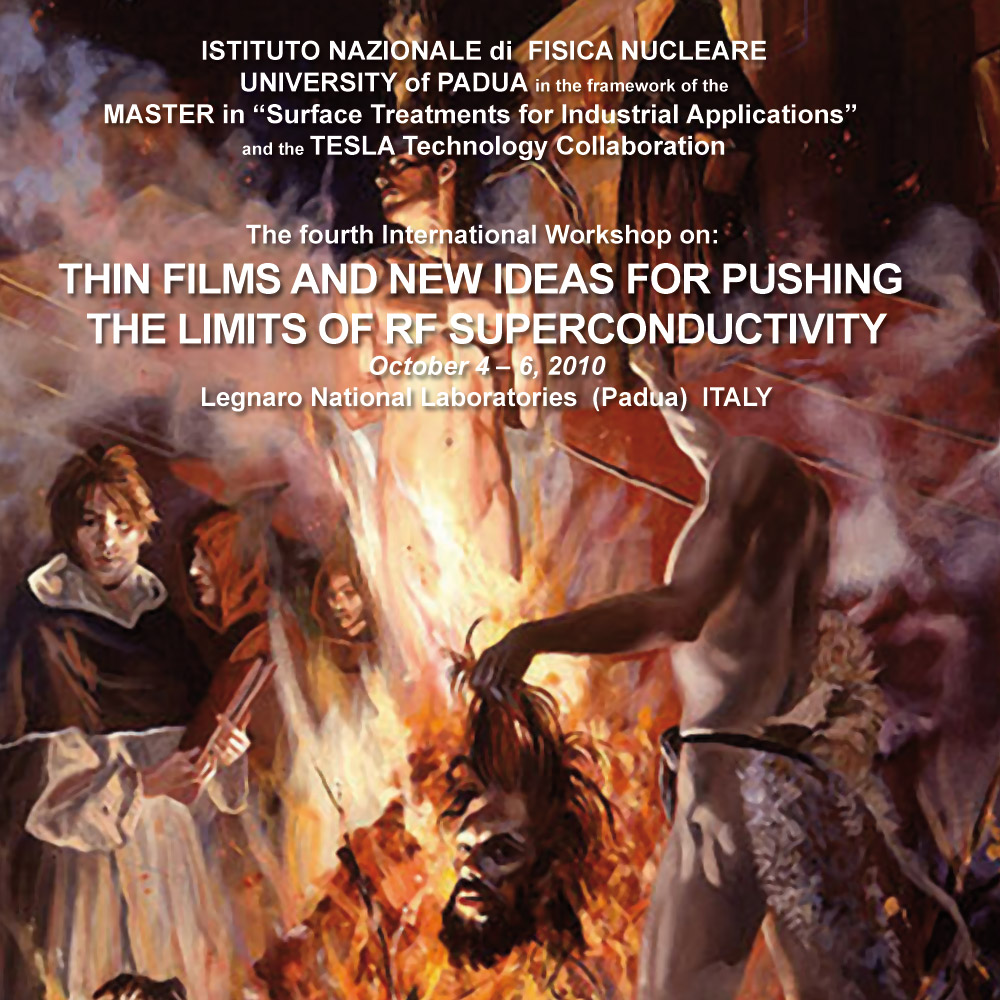 ISTITUTO NAZIONALE di FISICA NUCLEARE
UNIVERSITY of PADUA in the framework of the
MASTER in “Surface Treatments for Industrial Applications”
and the TESLA Technology Collaboration
The fourth International Workshop on:
THIN FILMS AND NEW IDEAS FOR PUSHING
THE LIMITS OF RF SUPERCONDUCTIVITY
October 4 – 6, 2010
Legnaro National Laboratories (Padua) ITALY